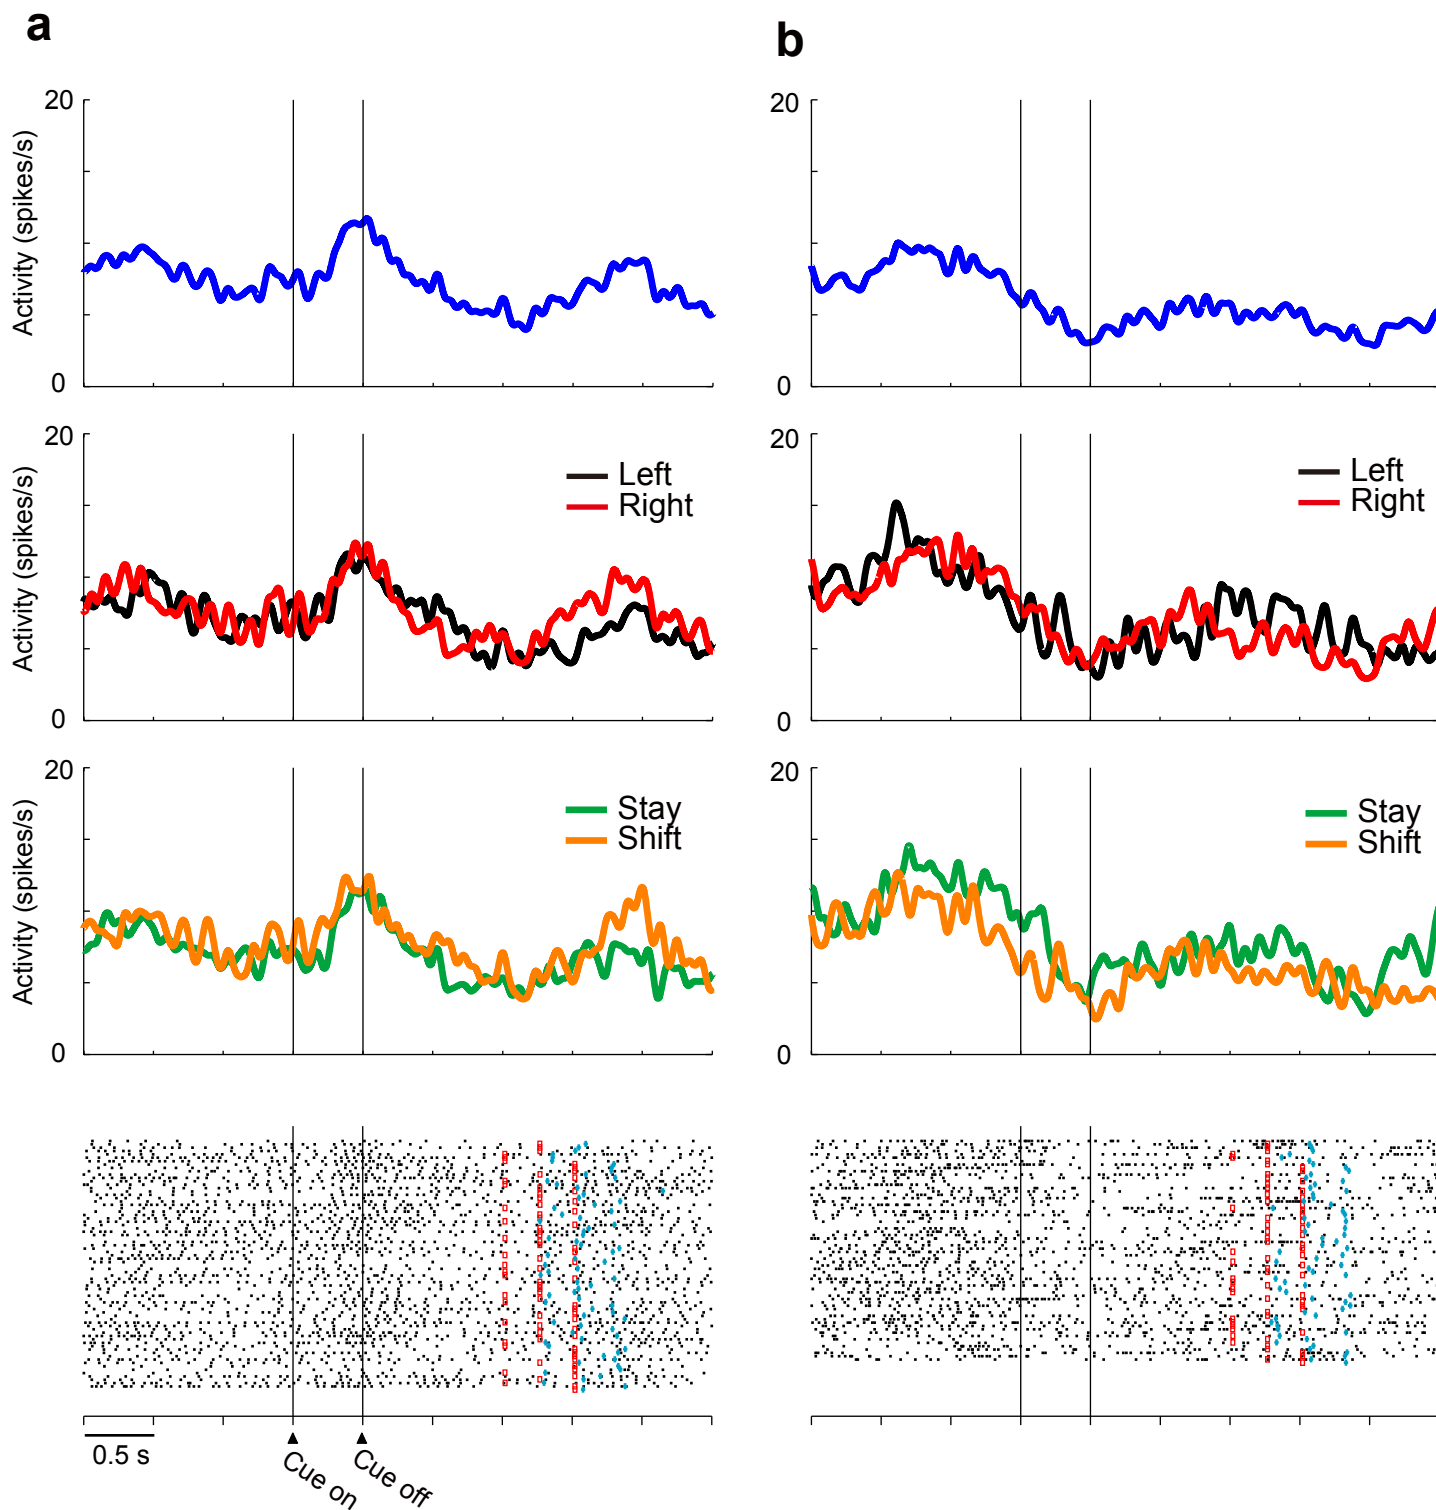 a
b
20
Activity (spikes/s)
0
20
0
20
Activity (spikes/s)
Left
Right
0
20
Left
Right
0
20
Activity (spikes/s)
Stay
Shift
0
20
Stay
Shift
0
0.5 s
Cue on
Cue off